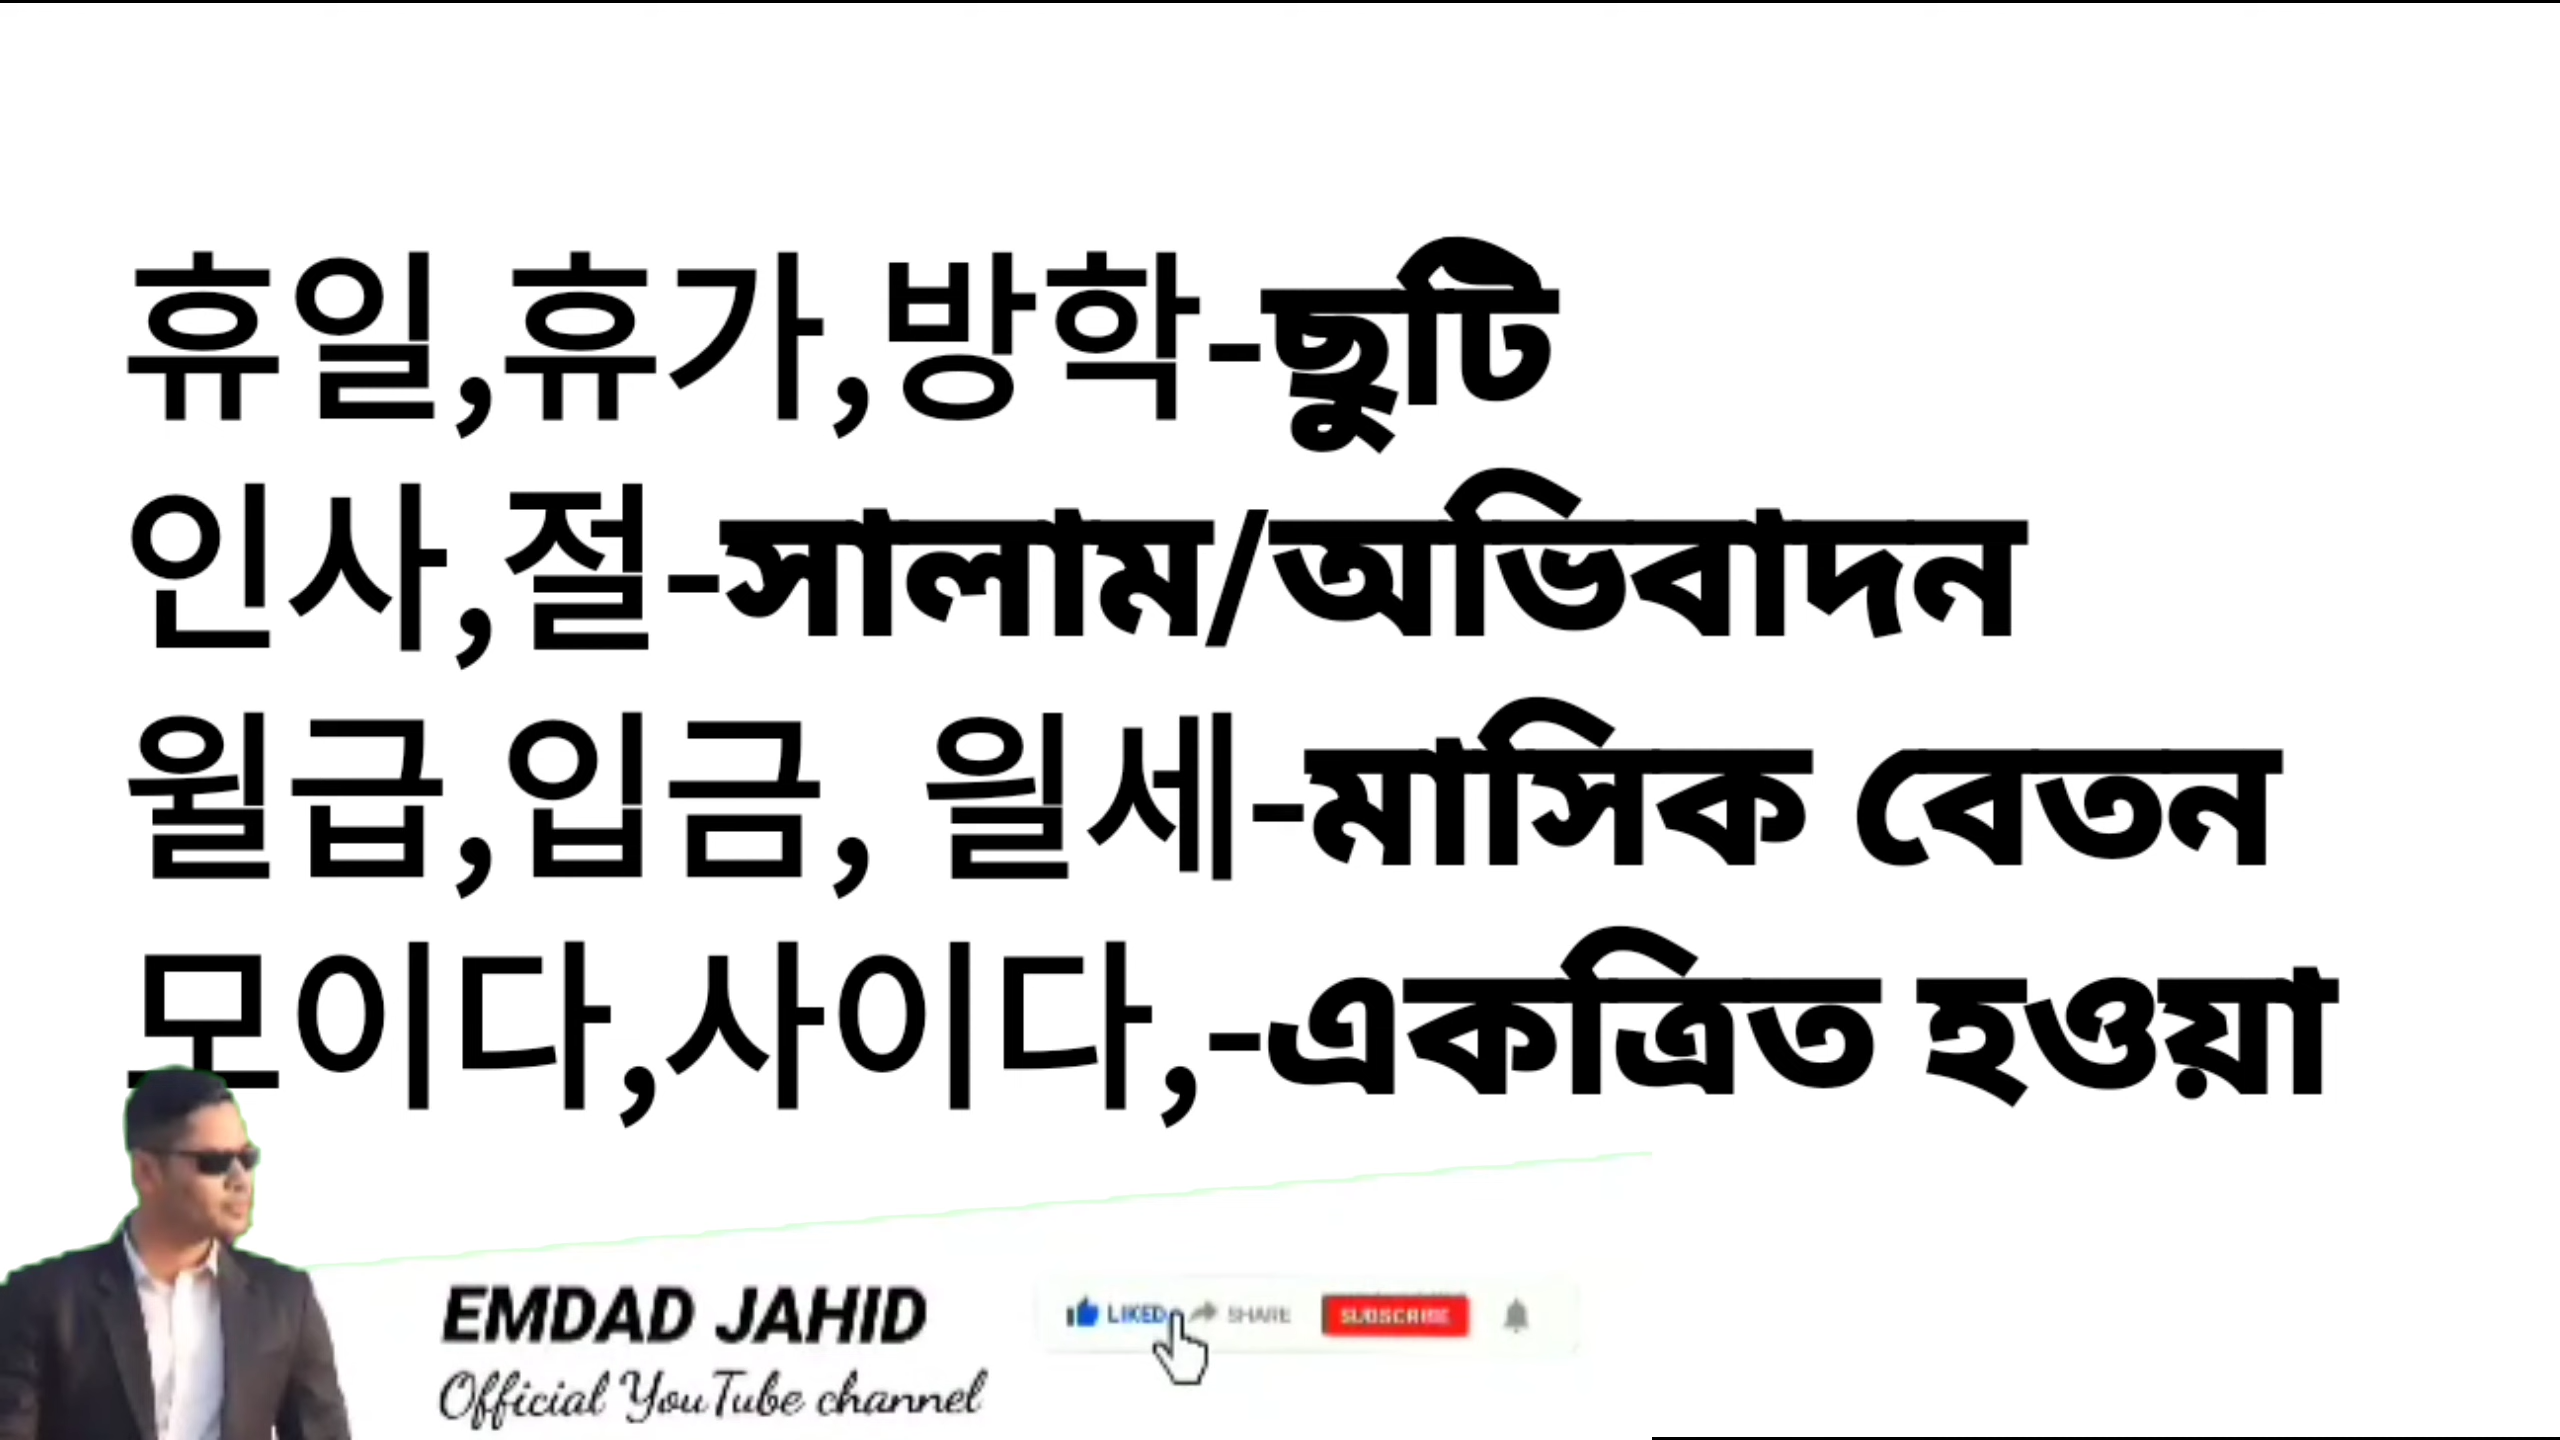 휴일,휴가,방학-ছুটি
인사,절-সালাম/অভিবাদন
월급,입금, 윌세-মাসিক বেতন
모이다,사이다,-একত্রিত হওয়া
EMDAD JAHID
Official YouTube channel
LIKED SHARE SUBSCRIBE